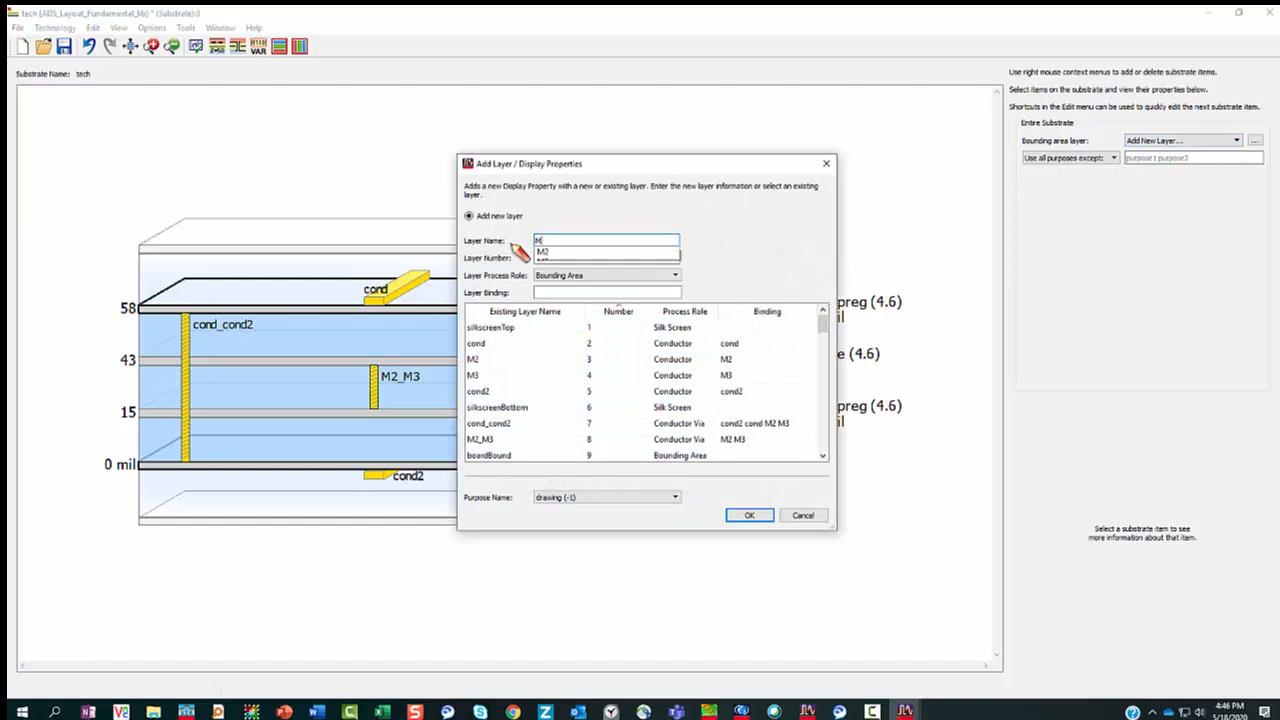 tech [ADS_Layout_Fundamental_lib] * (Substrate):3
File Technology Edit View Options Tools Window Help
Substrate Name: tech
Use right mouse context menus to add or delete substrate items.
Select items on the substrate and view their properties below.
Shortcuts in the Edit menu can be used to quickly edit the next substrate item.
Entire Substrate
Bounding area layer: Add New Layer... ...
Use all purposes except: purpose1 purpose2
Add Layer / Display Properties
Adds a new Display Property with a new or existing layer. Enter the new layer information or select an existing
layer.
Add new layer
Layer Name: M
M2
Layer Number:
Layer Process Role: Bounding Area
Layer Binding:
Existing Layer Name Number Process Role Binding
silkscreenTop 1 Silk Screen
cond 2 Conductor cond
M2 3 Conductor M2
M3 4 Conductor M3
cond2 5 Conductor cond2
silkscreenBottom 6 Silk Screen
cond_cond2 7 Conductor Via cond2 cond M2 M3
M2_M3 8 Conductor Via M2 M3
boardBound 9 Bounding Area
Purpose Name: drawing (-1)
OK Cancel
cond
58
cond_cond2
43
M2_M3
15
0 mil
cond2
preg (4.6)
il
e (4.6)
preg (4.6)
il
Select a substrate item to see
more information about that item.
4:46 PM
5/18/2020